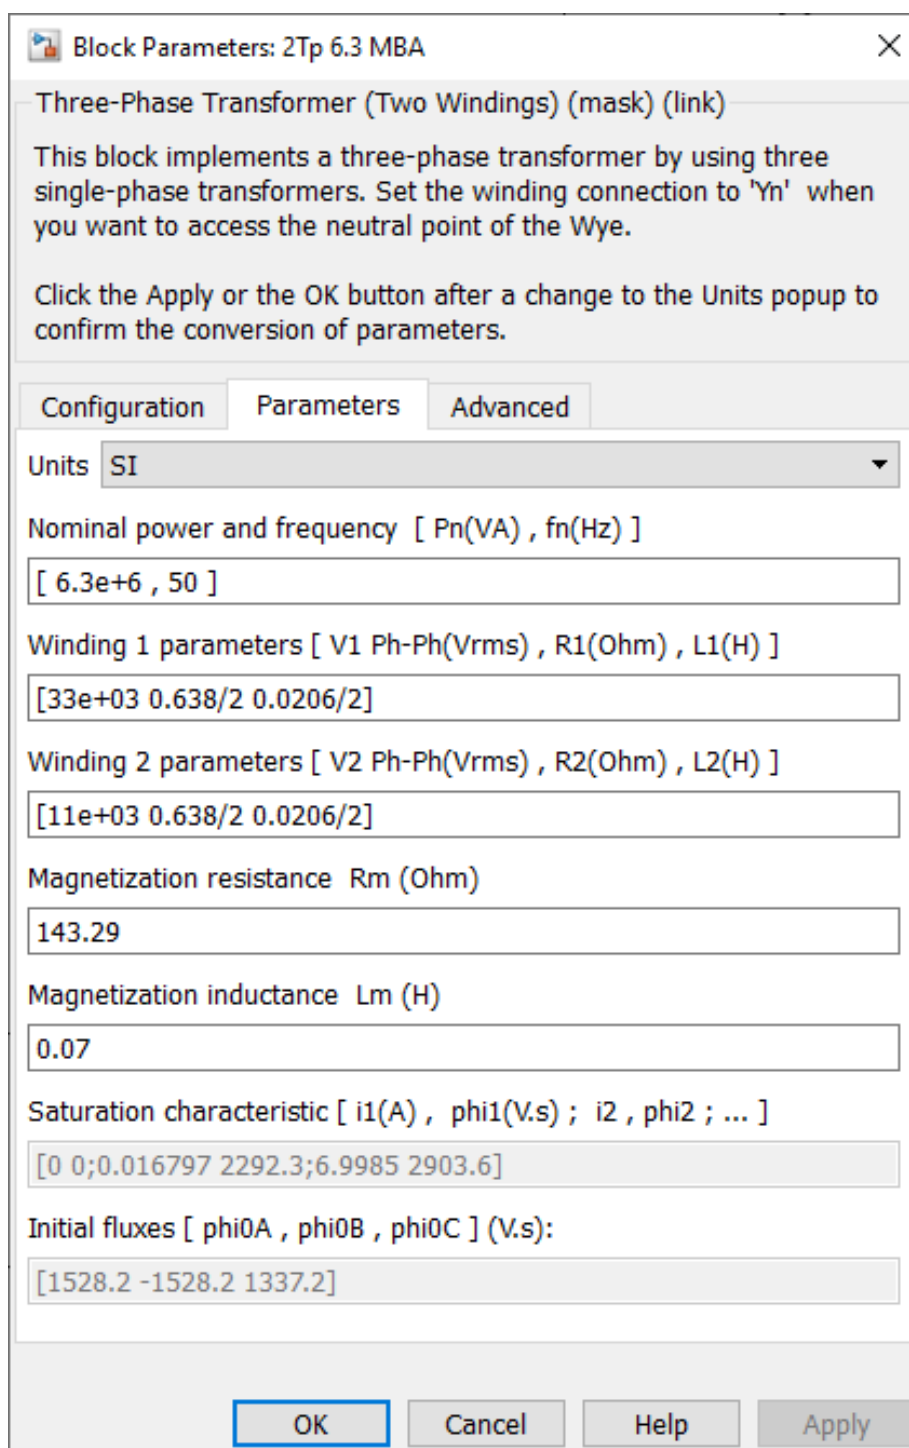 Block Parameters: 2Tp 6.3 MBA
Three-Phase Transformer (Two Windings) (mask) (link)
This block implements a three-phase transformer by using three
single-phase transformers. Set the winding connection to 'Yn' when
you want to access the neutral point of the Wye.
Click the Apply or the OK button after a change to the Units popup to
confirm the conversion of parameters.
Configuration Parameters Advanced
Units SI
Nominal power and frequency [ Pn(VA) , fn(Hz) ]
[ 6.3e+6 , 50 ]
Winding 1 parameters [ V1 Ph-Ph(Vrms) , R1(Ohm) , L1(H) ]
[33e+03 0.638/2 0.0206/2]
Winding 2 parameters [ V2 Ph-Ph(Vrms) , R2(Ohm) , L2(H) ]
[11e+03 0.638/2 0.0206/2]
Magnetization resistance Rm (Ohm)
143.29
Magnetization inductance Lm (H)
0.07
Saturation characteristic [ i1(A) , phi1(V.s) ; i2 , phi2 ; ... ]
[0 0;0.016797 2292.3;6.9985 2903.6]
Initial fluxes [ phi0A , phi0B , phi0C ] (V.s):
[1528.2 -1528.2 1337.2]
OK Cancel Help Apply